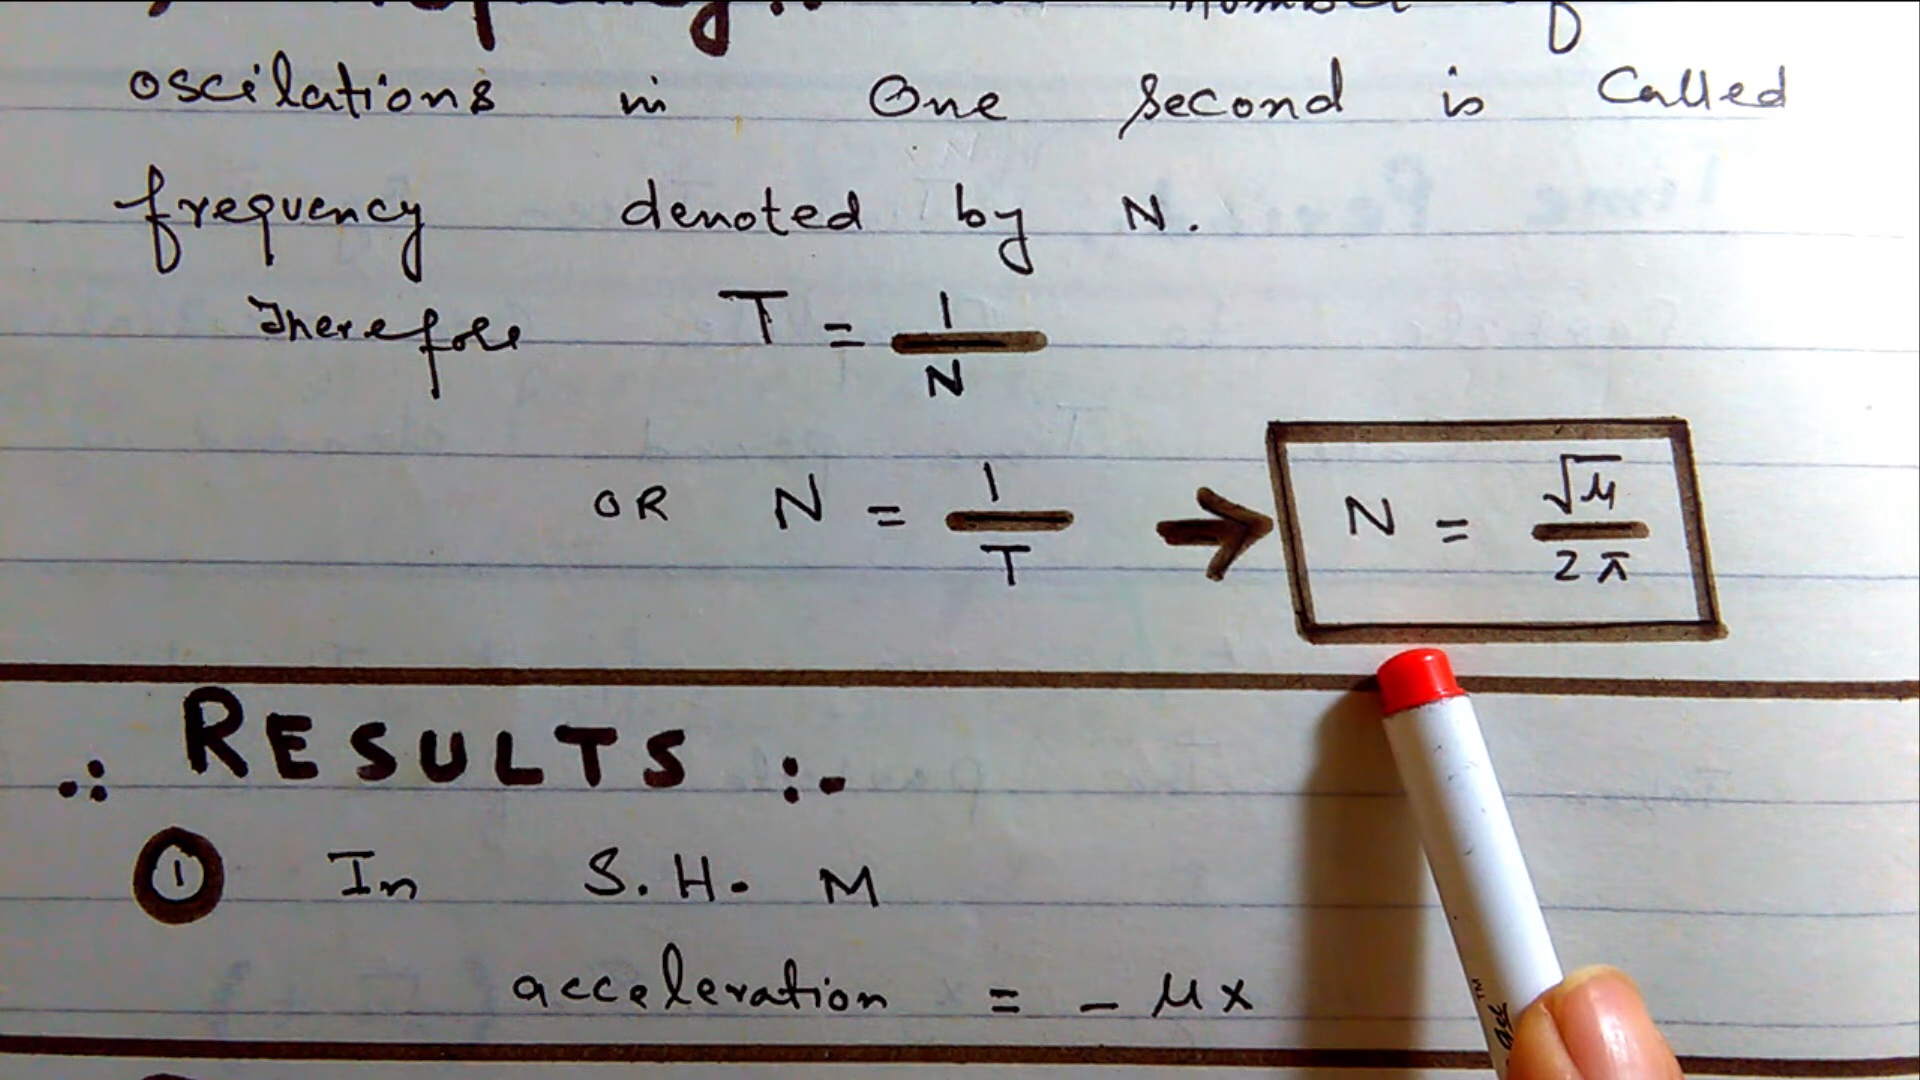 oscilations in One second is Called
frequency denoted by N.
Therefore T = 1/N
OR N = 1/T → N = √μ/2π
∴ RESULTS :-
① In S.H.M
acceleration = - μx